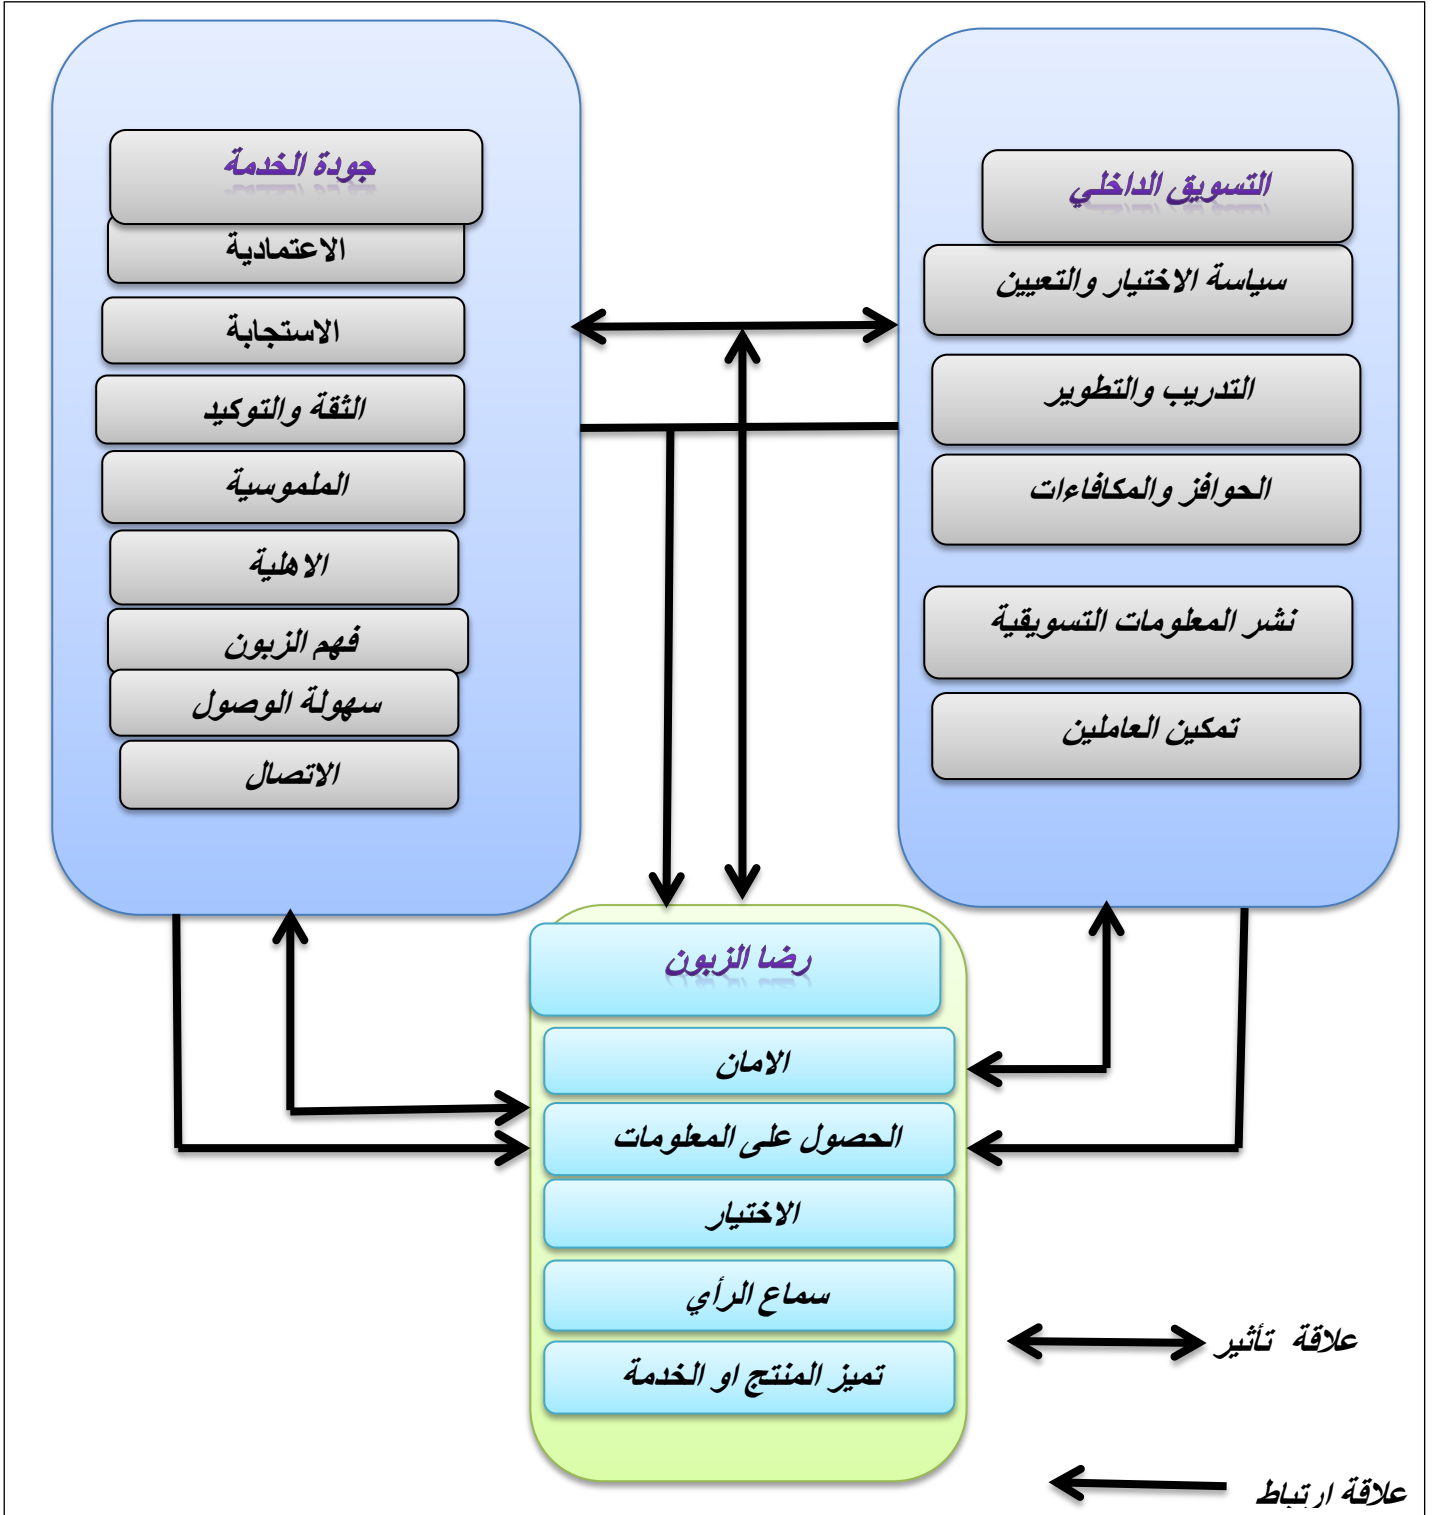 التسويق الداخلي
سياسة الاختيار والتعيين
التدريب والتطوير
الحوافز والمكافاءات
نشر المعلومات التسويقية
تمكين العاملين
جودة الخدمة
الاعتمادية
الاستجابة
الثقة والتوكيد
الملموسية
الاهلية
فهم الزبون
سهولة الوصول
الاتصال
رضا الزبون
الامان
الحصول على المعلومات
الاختيار
سماع الرأي
تميز المنتج او الخدمة
علاقة تأثير
علاقة ارتباط